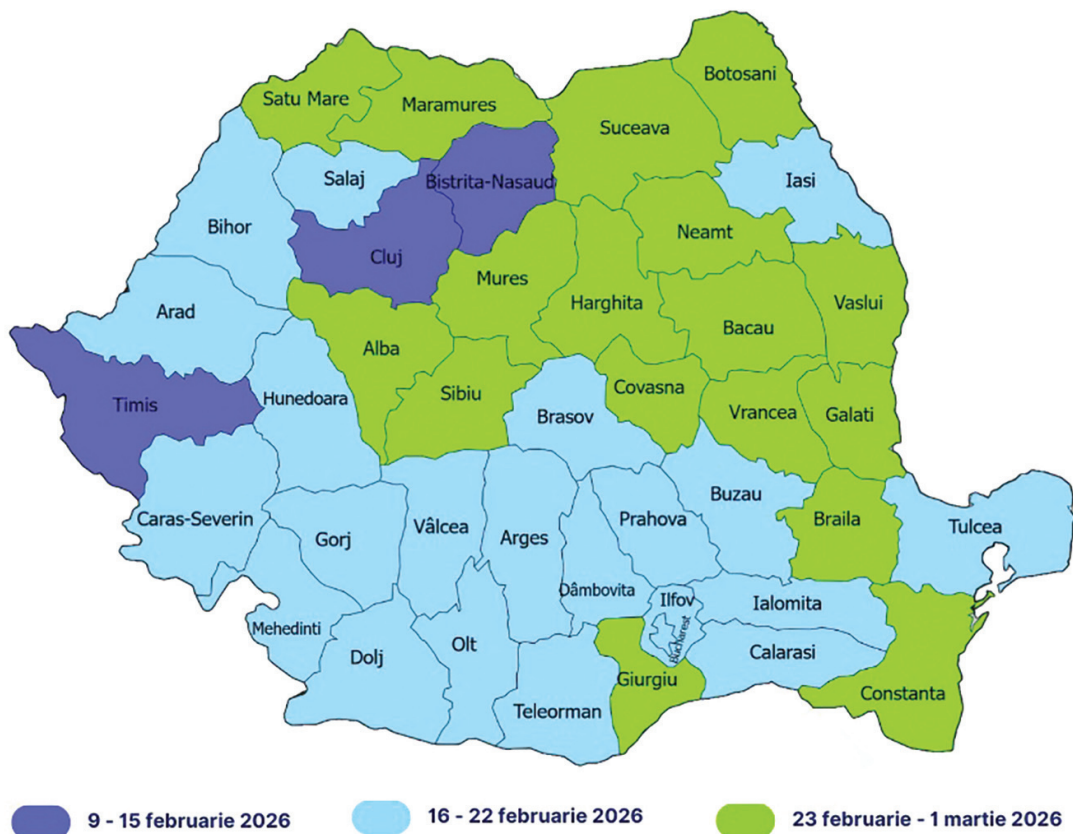 Botosani
Satu Mare
Maramures
Suceava
Salaj
Bistrita-Nasaud
Iasi
Bihor
Neamt
Cluj
Mures
Harghita
Vaslui
Arad
Bacau
Alba
Timis
Hunedoara
Sibiu
Covasna
Brasov
Vrancea
Galati
Buzau
Caras-Severin
Gorj
Vâlcea
Arges
Prahova
Braila
Tulcea
Dâmbovita
Ilfov
Ialomita
Mehedinti
Bucharest
Dolj
Olt
Calarasi
Giurgiu
Constanta
Teleorman
9 - 15 februarie 2026
16 - 22 februarie 2026
23 februarie - 1 martie 2026